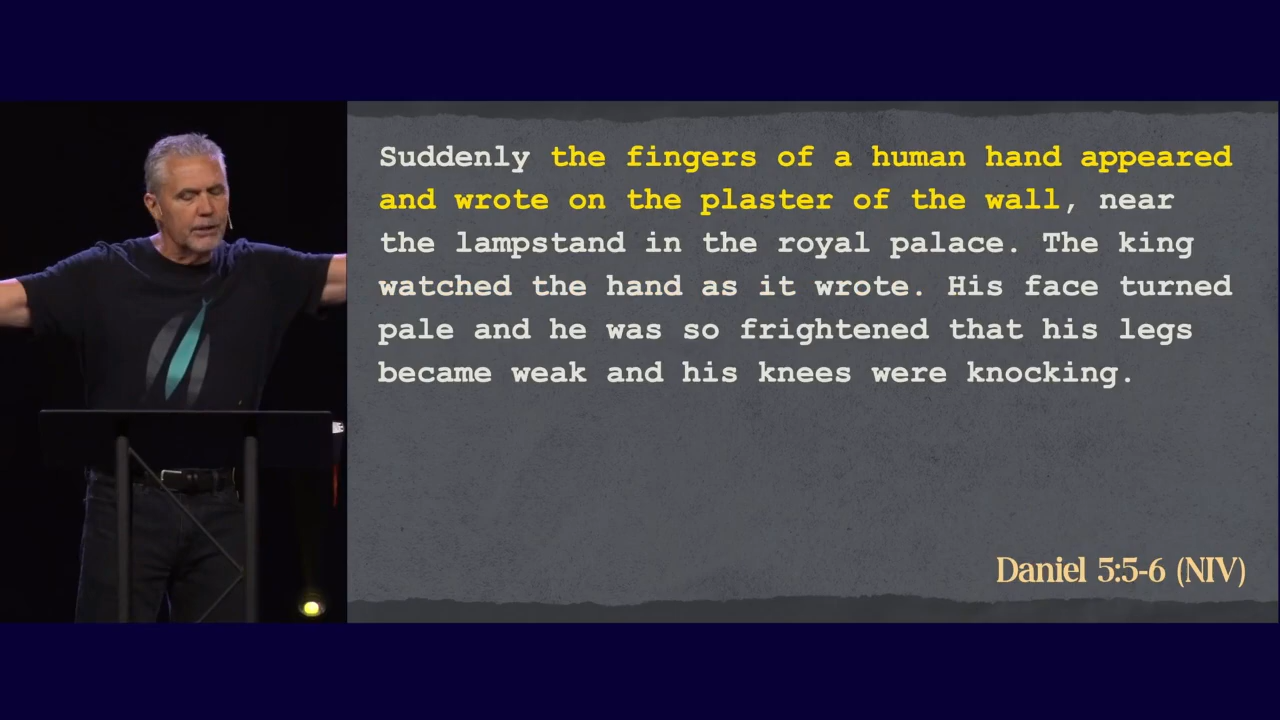 Suddenly the fingers of a human hand appeared
and wrote on the plaster of the wall, near
the lampstand in the royal palace. The king
watched the hand as it wrote. His face turned
pale and he was so frightened that his legs
became weak and his knees were knocking.
Daniel 5:5-6 (NIV)